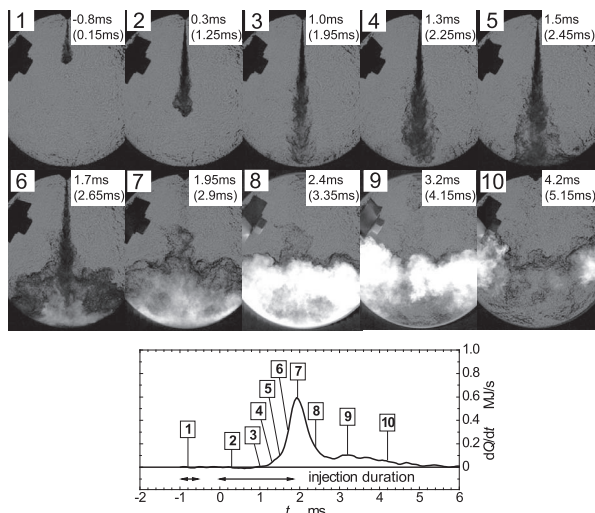 1 -0.8ms
(0.15ms)
2 0.3ms
(1.25ms)
3 1.0ms
(1.95ms)
4 1.3ms
(2.25ms)
5 1.5ms
(2.45ms)
6 1.7ms
(2.65ms)
7 1.95ms
(2.9ms)
8 2.4ms
(3.35ms)
9 3.2ms
(4.15ms)
10 4.2ms
(5.15ms)
1.0
0.8
0.6
0.4
0.2
0
dQ/dt MJ/s
1
2
3
4
5
6
7
8
9
10
injection duration
-2 -1 0 1 2 3 4 5 6
t ms